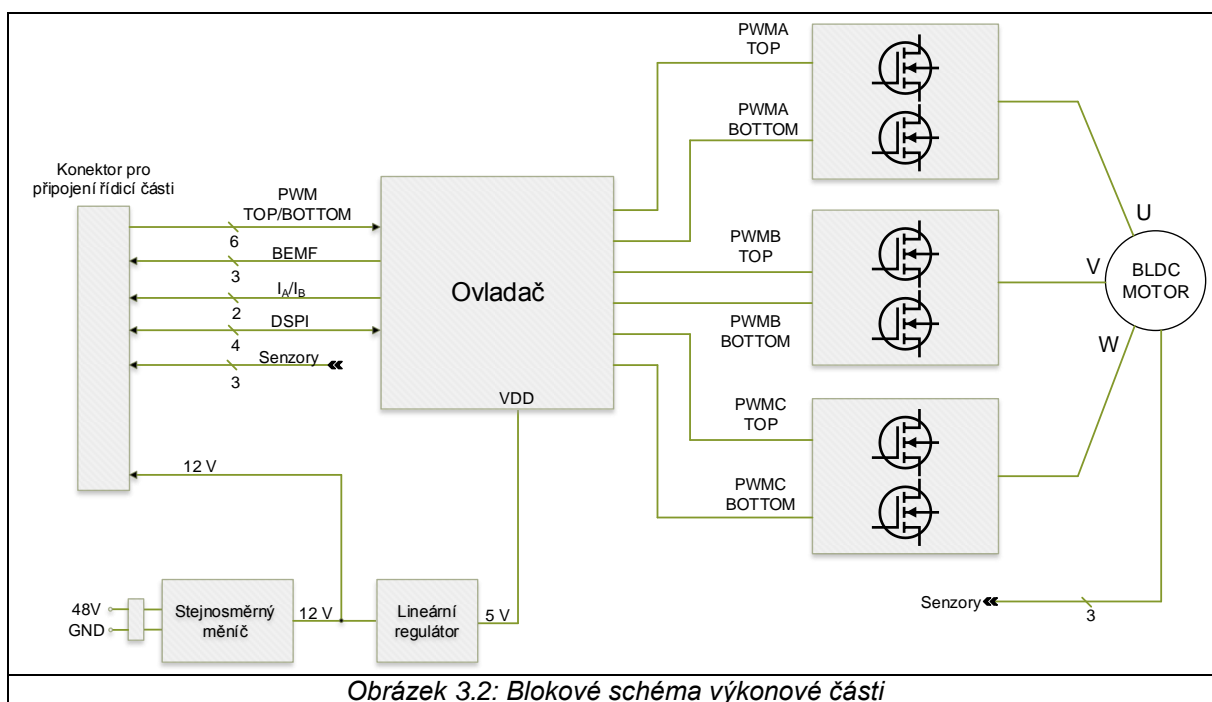 PWMA
TOP
PWMA
BOTTOM
Konektor pro
připojení řídicí části
PWM
TOP/BOTTOM
6
BEMF
3
IA/IB
2
DSPI
4
Senzory
3
Ovladač
VDD
PWMB
TOP
PWMB
BOTTOM
PWMC
TOP
PWMC
BOTTOM
U
V
W
BLDC
MOTOR
12 V
48V
GND
Stejnosměrný
měníč
12 V
Lineární
regulátor
5 V
Senzory
3
Obrázek 3.2: Blokové schéma výkonové části